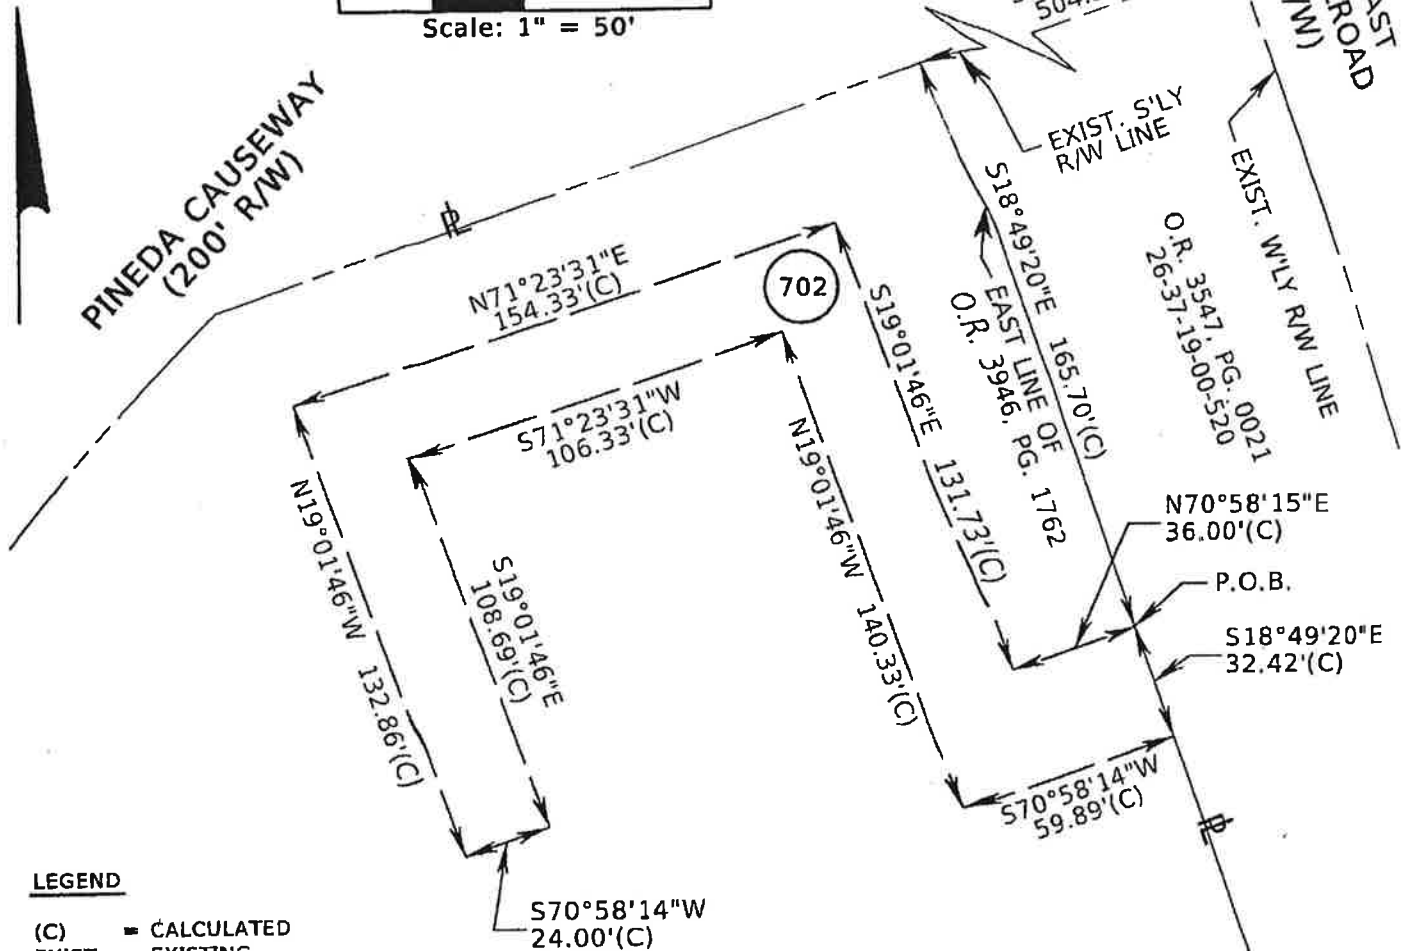 Scale: 1" = 50'
PINEDA CAUSEWAY
(200' R/W)
EXIST. S'LY
R/W LINE
EXIST. W'LY R/W LINE
O.R. 3547, PG. 0021
26-37-19-00-520
S18°49'20"E 165.70'(C)
EAST LINE OF
O.R. 3946, PG. 1762
N71°23'31"E
154.33'(C)
702
S71°23'31"W
106.33'(C)
S19°01'46"E 131.73'(C)
N19°01'46"W 140.33'(C)
N19°01'46"W 132.86'(C)
S19°01'46"E
108.69'(C)
N70°58'15"E
36.00'(C)
P.O.B.
S18°49'20"E
32.42'(C)
S70°58'14"W
59.89'(C)
S70°58'14"W
24.00'(C)
LEGEND
(C) = CALCULATED